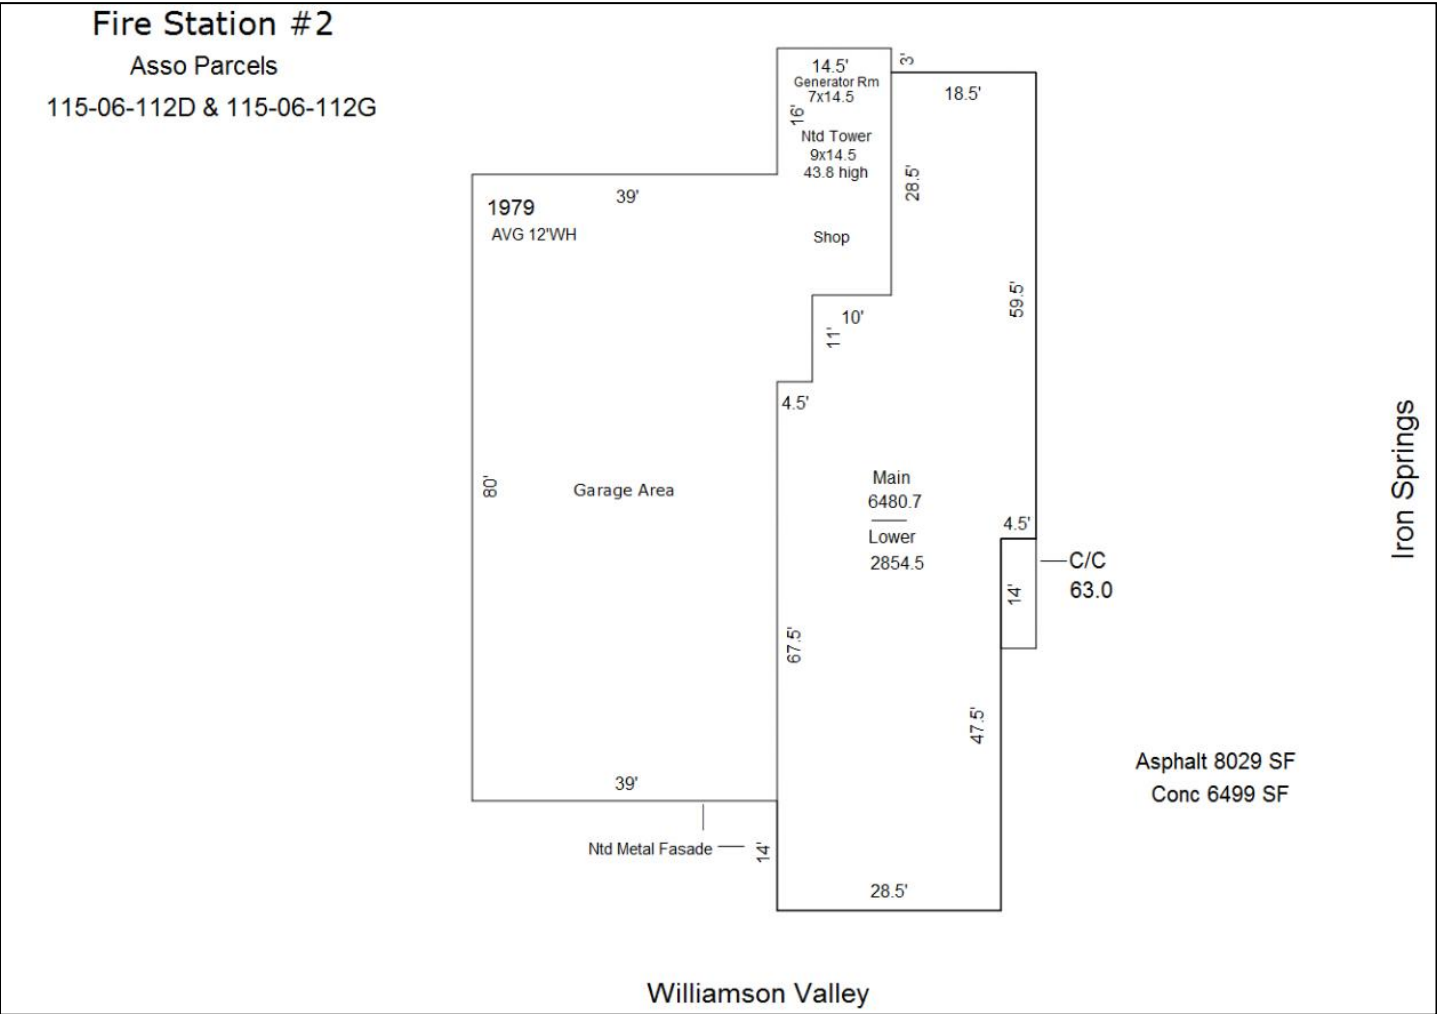 Fire Station #2
Asso Parcels
115-06-112D & 115-06-112G
14.5'
Generator Rm
7x14.5
16'
Ntd Tower
9x14.5
43.8 high
3'
18.5'
28.5'
39'
1979
AVG 12'WH
Shop
59.5'
10'
11'
4.5'
80'
Garage Area
Main
6480.7
Lower
2854.5
4.5'
C/C
63.0
14'
Iron Springs
67.5'
47.5'
Asphalt 8029 SF
Conc 6499 SF
39'
Ntd Metal Fasade
14'
28.5'
Williamson Valley